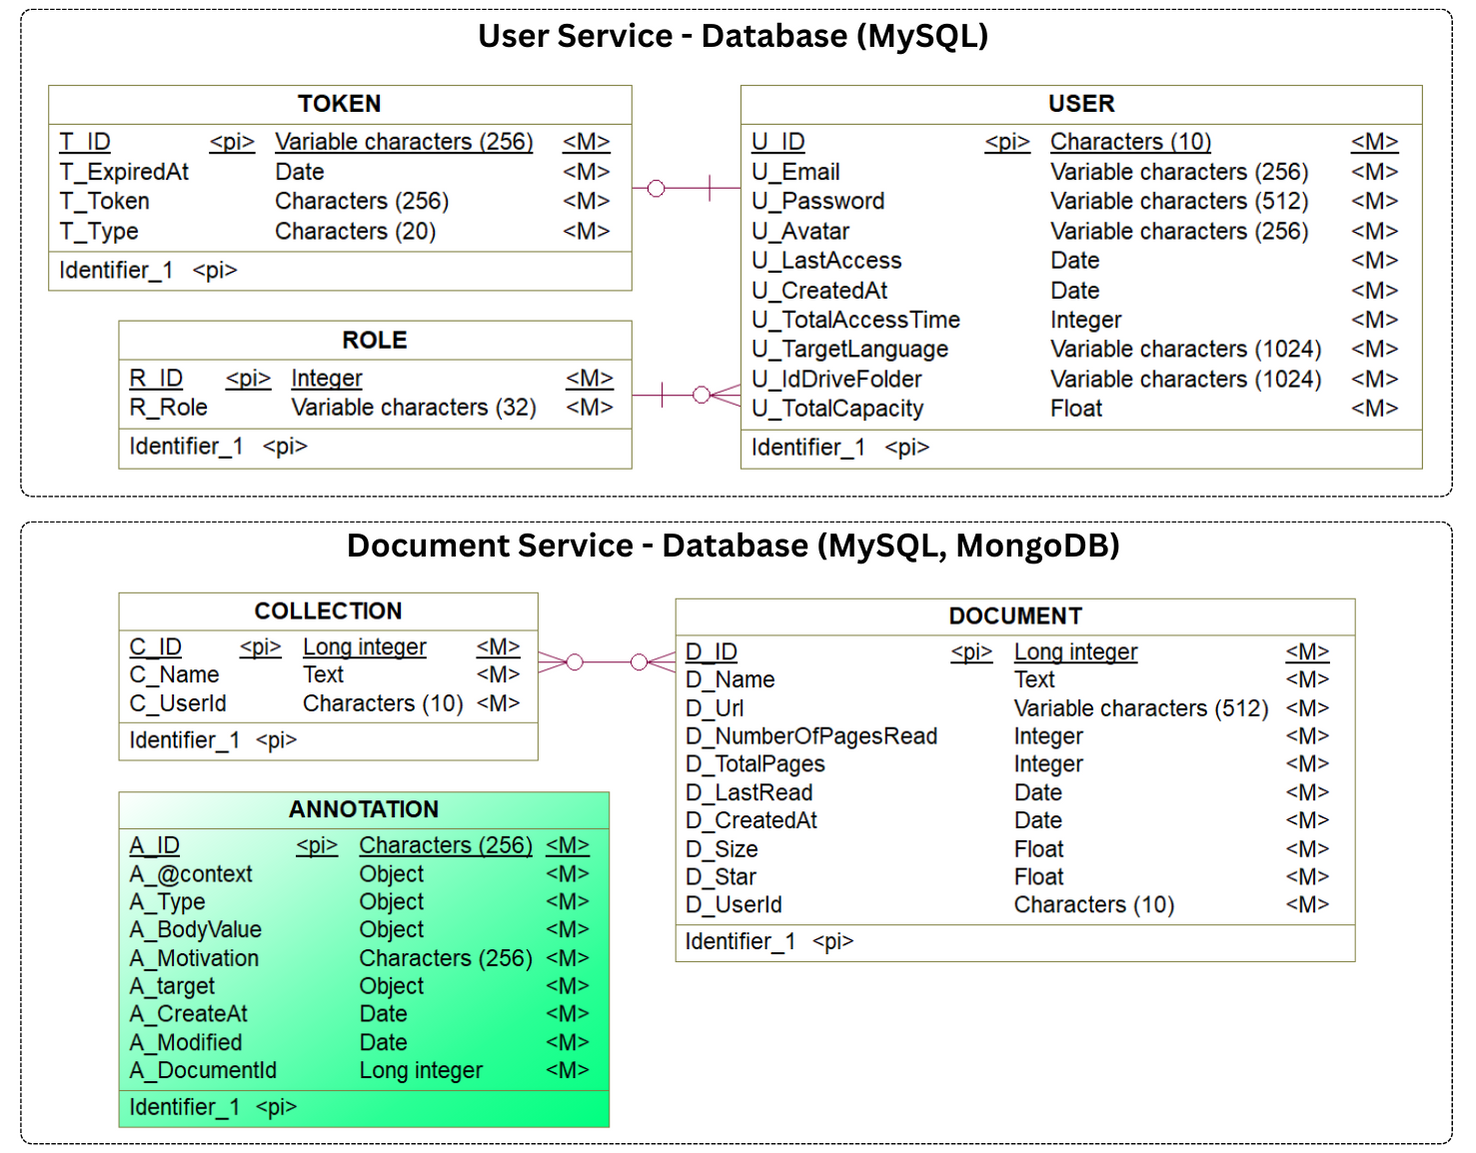 User Service - Database (MySQL)
TOKEN
T_ID <pi> Variable characters (256) <M>
T_ExpiredAt Date <M>
T_Token Characters (256) <M>
T_Type Characters (20) <M>
Identifier_1 <pi>
ROLE
R_ID <pi> Integer <M>
R_Role Variable characters (32) <M>
Identifier_1 <pi>
USER
U_ID <pi> Characters (10) <M>
U_Email Variable characters (256) <M>
U_Password Variable characters (512) <M>
U_Avatar Variable characters (256) <M>
U_LastAccess Date <M>
U_CreatedAt Date <M>
U_TotalAccessTime Integer <M>
U_TargetLanguage Variable characters (1024) <M>
U_IdDriveFolder Variable characters (1024) <M>
U_TotalCapacity Float <M>
Identifier_1 <pi>
Document Service - Database (MySQL, MongoDB)
COLLECTION
C_ID <pi> Long integer <M>
C_Name Text <M>
C_UserId Characters (10) <M>
Identifier_1 <pi>
ANNOTATION
A_ID <pi> Characters (256) <M>
A_@context Object <M>
A_Type Object <M>
A_BodyValue Object <M>
A_Motivation Characters (256) <M>
A_target Object <M>
A_CreateAt Date <M>
A_Modified Date <M>
A_DocumentId Long integer <M>
Identifier_1 <pi>
DOCUMENT
D_ID <pi> Long integer <M>
D_Name Text <M>
D_Url Variable characters (512) <M>
D_NumberOfPagesRead Integer <M>
D_TotalPages Integer <M>
D_LastRead Date <M>
D_CreatedAt Date <M>
D_Size Float <M>
D_Star Float <M>
D_UserId Characters (10) <M>
Identifier_1 <pi>